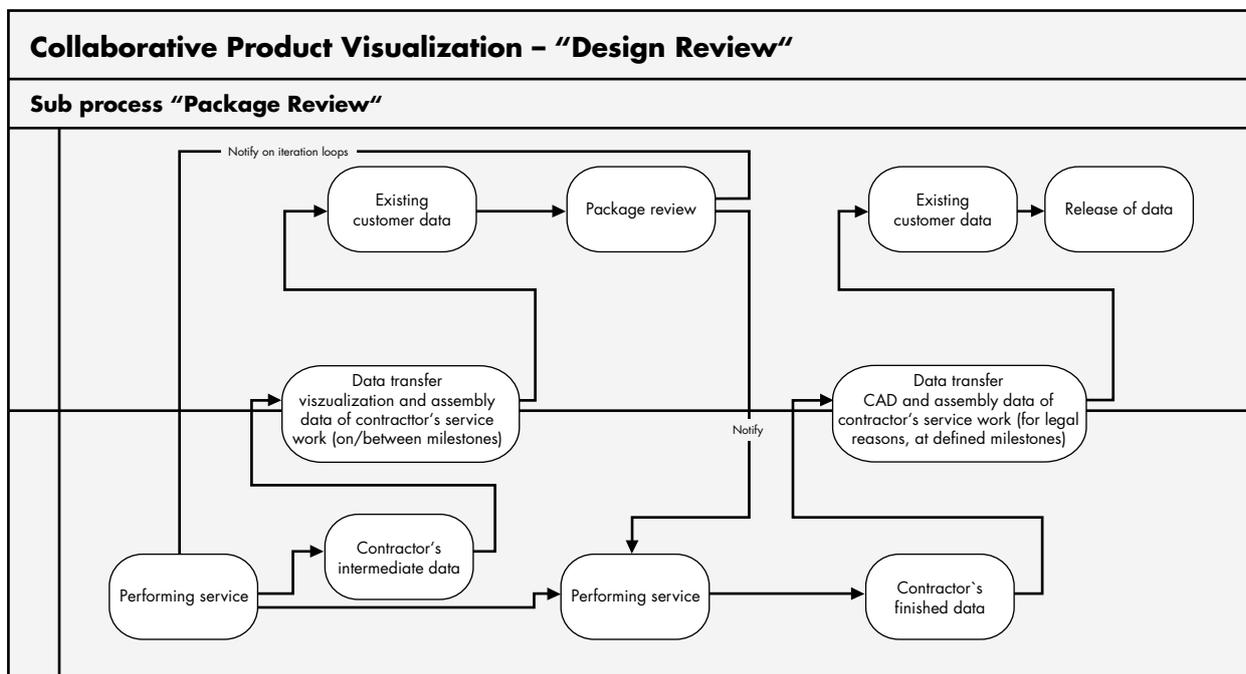 Collaborative Product Visualization – “Design Review“
Sub process “Package Review“
Notify on iteration loops
Existing
customer data
Package review
Existing
customer data
Release of data
Data transfer
viszualization and assembly
data of contracttor’s service
work (on/between milestones)
Data transfer
CAD and assembly data of
contractor’s service work (for legal
reasons, at defined milestones)
Notify
Contractor’s
intermediate data
Performing service
Performing service
Contractor`s
finished data